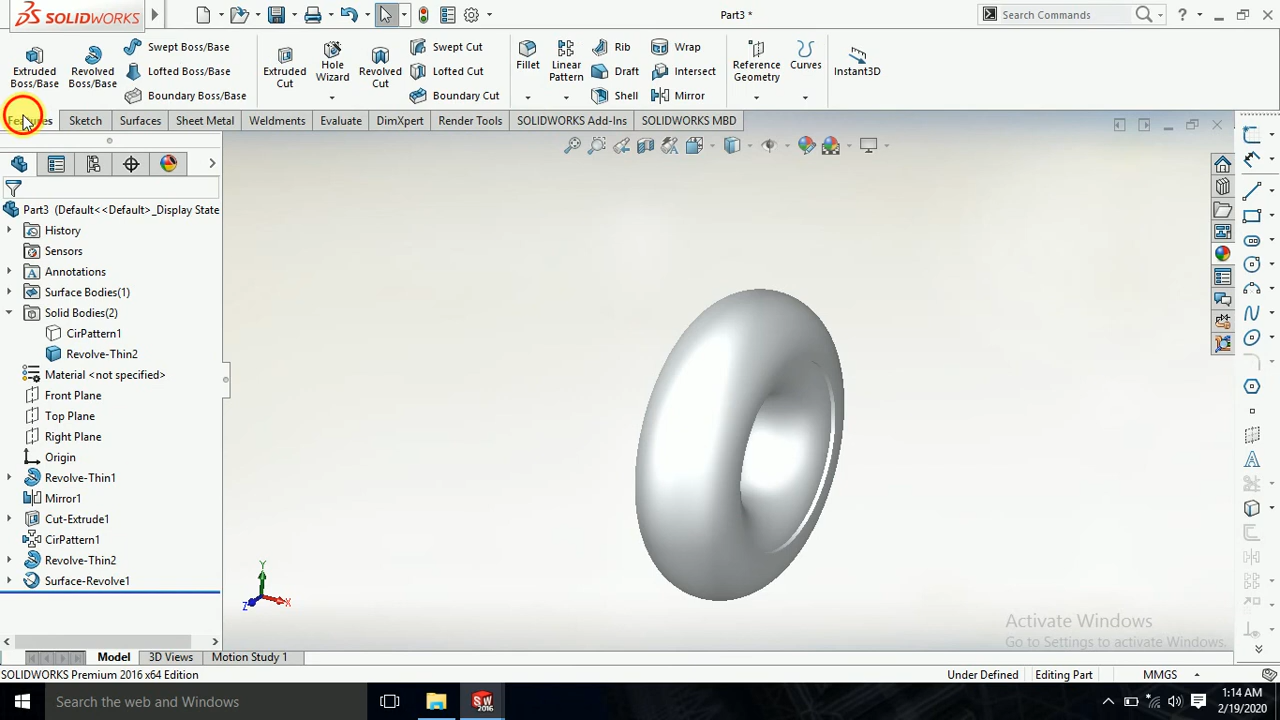 SOLIDWORKS
Part3 *
Search Commands
Extruded Boss/Base
Revolved Boss/Base
Swept Boss/Base
Lofted Boss/Base
Boundary Boss/Base
Extruded Cut
Hole Wizard
Revolved Cut
Swept Cut
Lofted Cut
Boundary Cut
Fillet
Linear Pattern
Rib
Draft
Shell
Wrap
Intersect
Mirror
Reference Geometry
Curves
Instant3D
Features
Sketch
Surfaces
Sheet Metal
Weldments
Evaluate
DimXpert
Render Tools
SOLIDWORKS Add-Ins
SOLIDWORKS MBD
Part3 (Default<<Default>_Display State
History
Sensors
Annotations
Surface Bodies(1)
Solid Bodies(2)
CirPattern1
Revolve-Thin2
Material <not specified>
Front Plane
Top Plane
Right Plane
Origin
Revolve-Thin1
Mirror1
Cut-Extrude1
CirPattern1
Revolve-Thin2
Surface-Revolve1
Y
Z
X
Activate Windows
Go to Settings to activate Windows.
Model
3D Views
Motion Study 1
SOLIDWORKS Premium 2016 x64 Edition
Under Defined
Editing Part
MMGS
Search the web and Windows
SW
2016
1:14 AM
2/19/2020